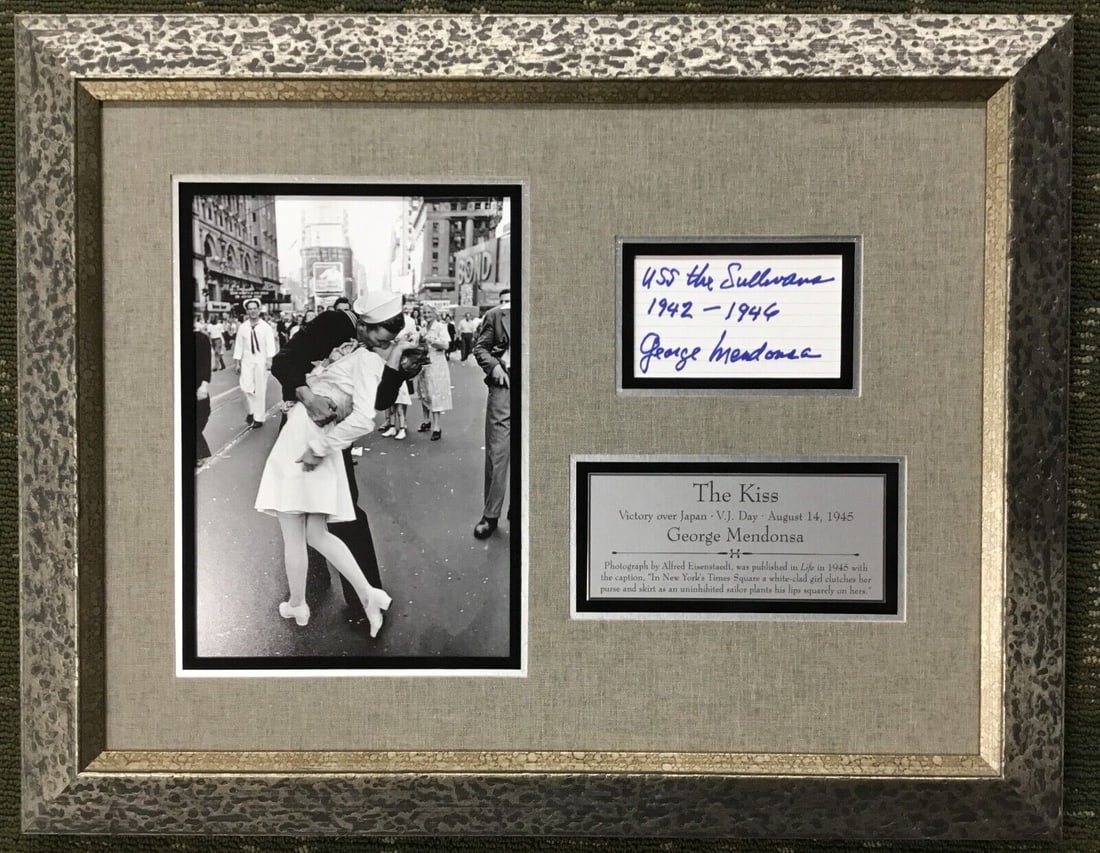 BOND
USS the Sullivans
1942 - 1946
George Mendonsa
The Kiss
Victory over Japan · V.J. Day · August 14, 1945
George Mendonsa
Photograph by Alfred Eisenstaedt, was published in Life in 1945 with
the caption, "In New York's Times Square a white-clad girl clutches her
purse and skirt as an uninhibited sailor plants his lips squarely on hers."